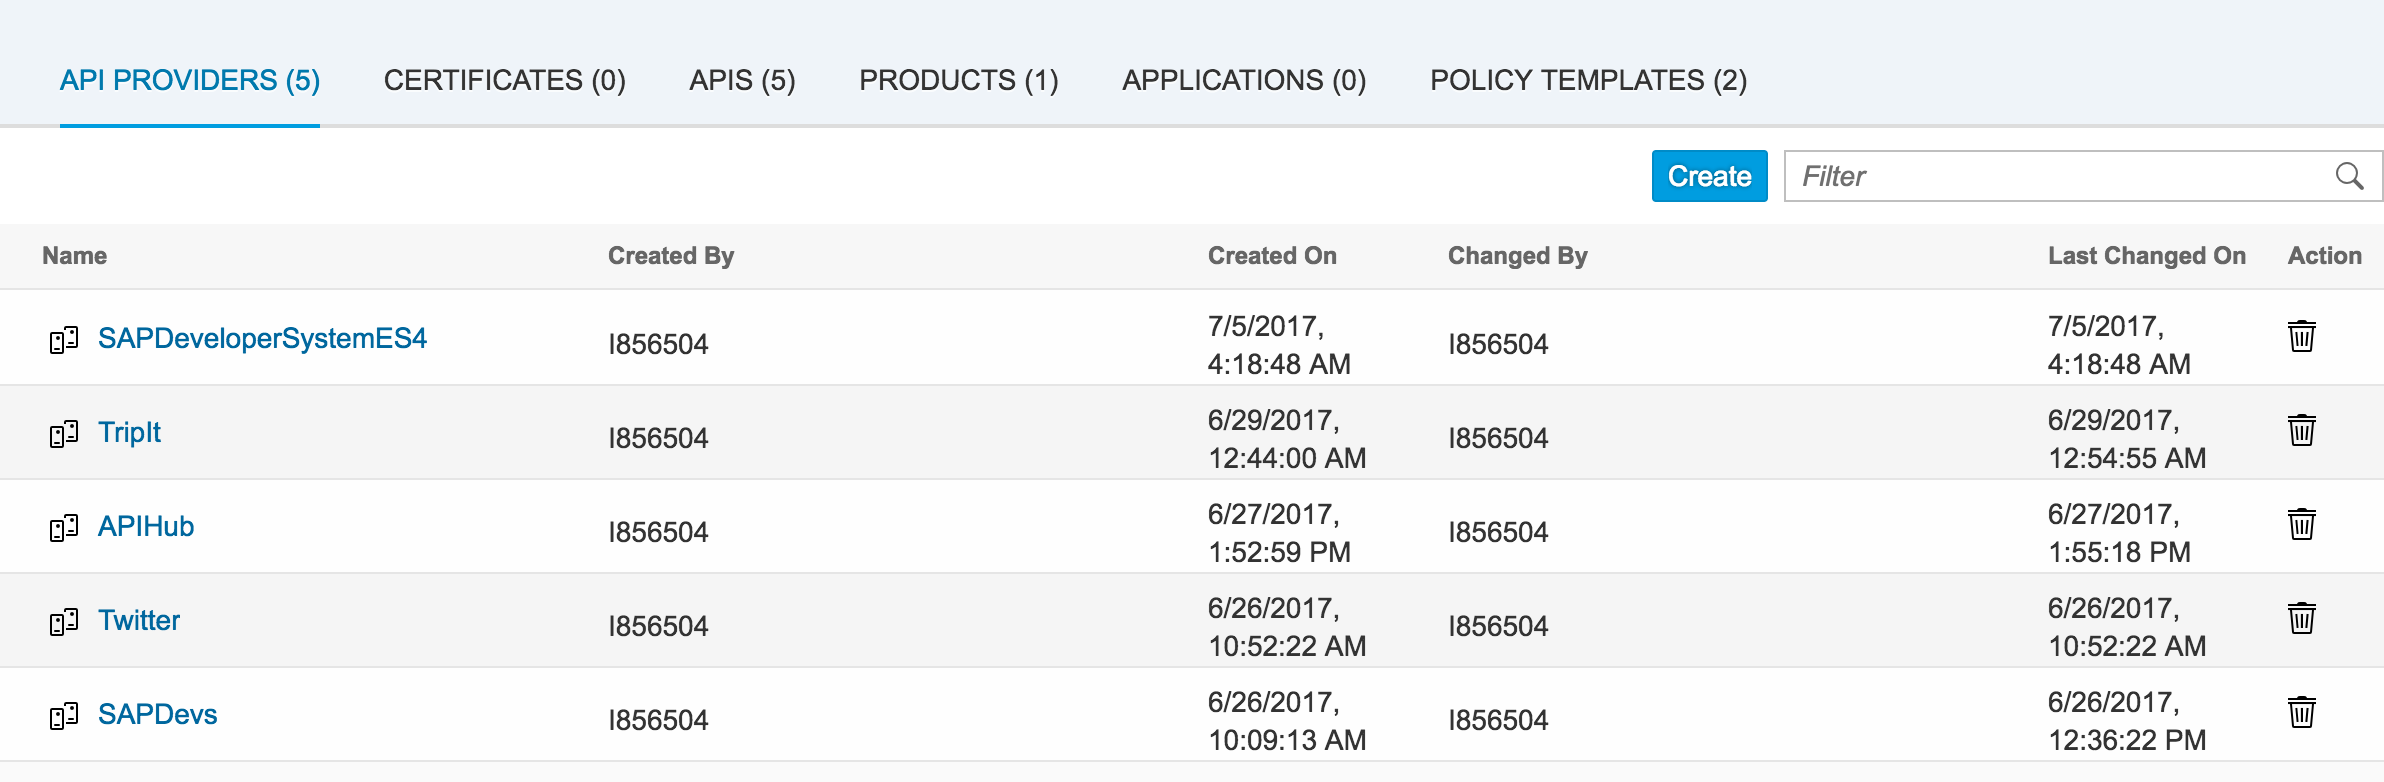 API PROVIDERS (5) CERTIFICATES (0) APIS (5) PRODUCTS (1) APPLICATIONS (0) POLICY TEMPLATES (2)
Create Filter
Name Created By Created On Changed By Last Changed On Action
SAPDeveloperSystemES4 I856504 7/5/2017, 4:18:48 AM I856504 7/5/2017, 4:18:48 AM
TripIt I856504 6/29/2017, 12:44:00 AM I856504 6/29/2017, 12:54:55 AM
APIHub I856504 6/27/2017, 1:52:59 PM I856504 6/27/2017, 1:55:18 PM
Twitter I856504 6/26/2017, 10:52:22 AM I856504 6/26/2017, 10:52:22 AM
SAPDevs I856504 6/26/2017, 10:09:13 AM I856504 6/26/2017, 12:36:22 PM